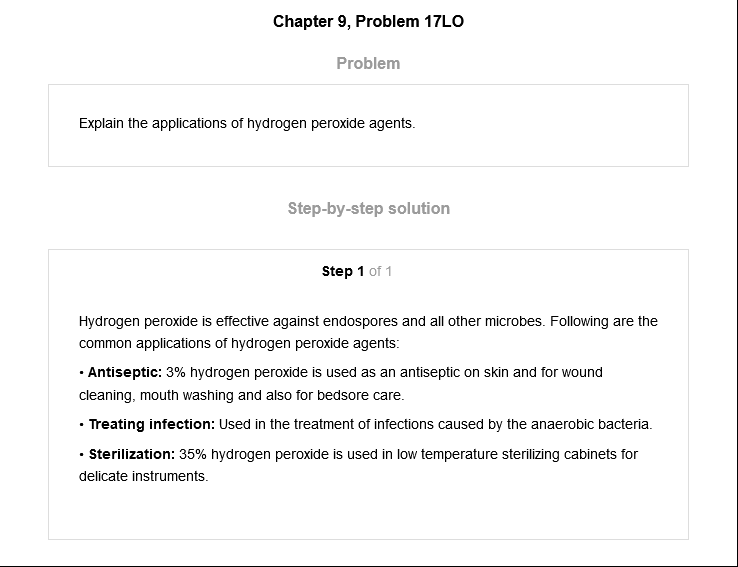 Chapter 9, Problem 17LO
Problem
Explain the applications of hydrogen peroxide agents.
Step-by-step solution
Step 1 of 1
Hydrogen peroxide is effective against endospores and all other microbes. Following are the
common applications of hydrogen peroxide agents:
• Antiseptic: 3% hydrogen peroxide is used as an antiseptic on skin and for wound
cleaning, mouth washing and also for bedsore care.
• Treating infection: Used in the treatment of infections caused by the anaerobic bacteria.
• Sterilization: 35% hydrogen peroxide is used in low temperature sterilizing cabinets for
delicate instruments.